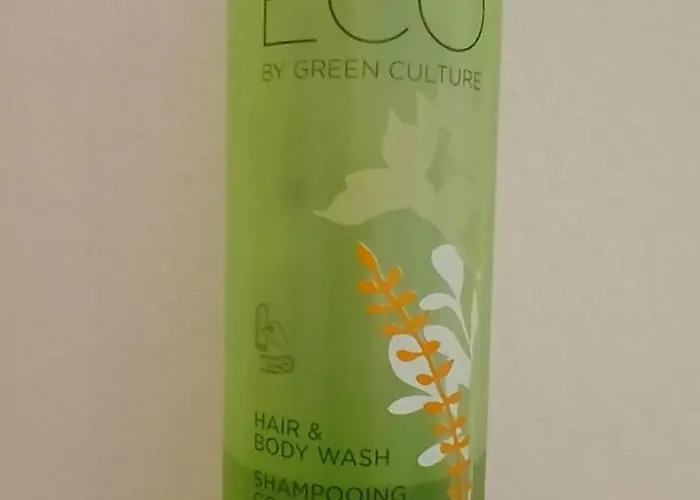 ECO
BY GREEN CULTURE
HAIR &
BODY WASH
SHAMPOOING